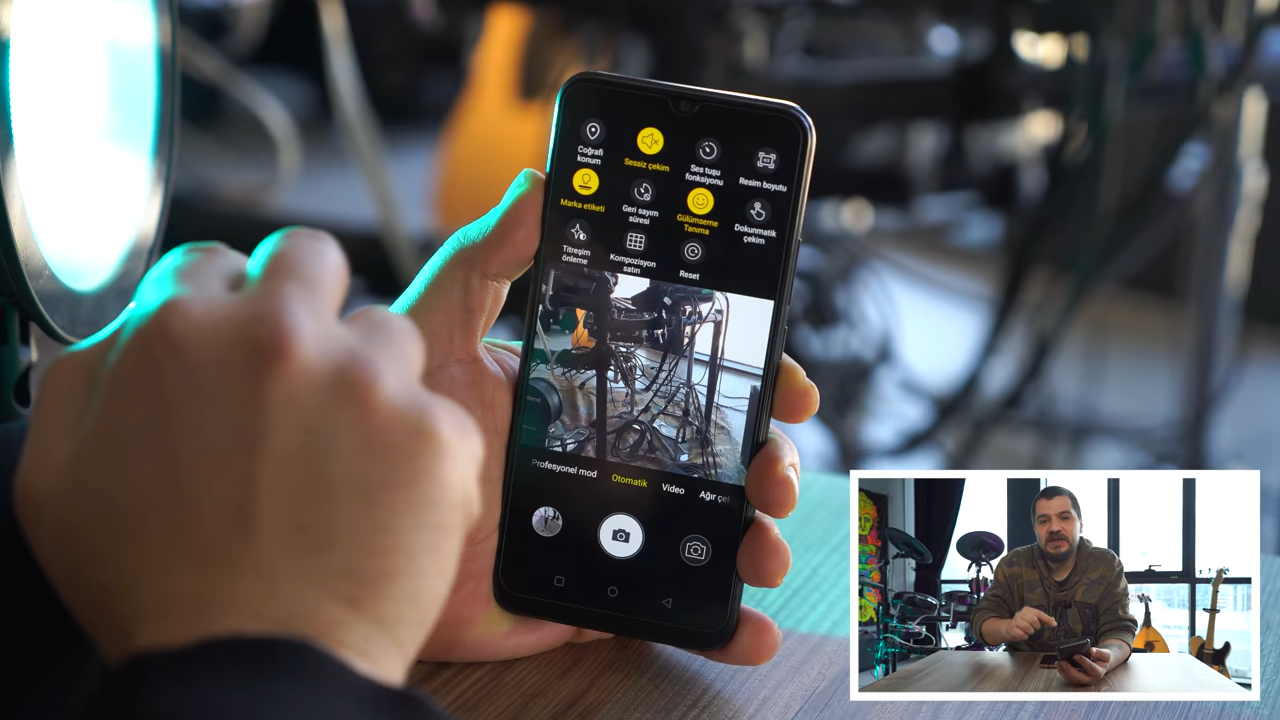 Coğrafi
konum
Sessiz çekim
Ses tuşu
fonksiyonu
Resim boyutu
Marka etiketi
Geri sayım
süresi
Gülümseme
Tanıma
Dokunmatik
çekim
Titreşim
önleme
Kompozisyon
satırı
Reset
Profesyonel mod
Otomatik
Video
Ağır çe